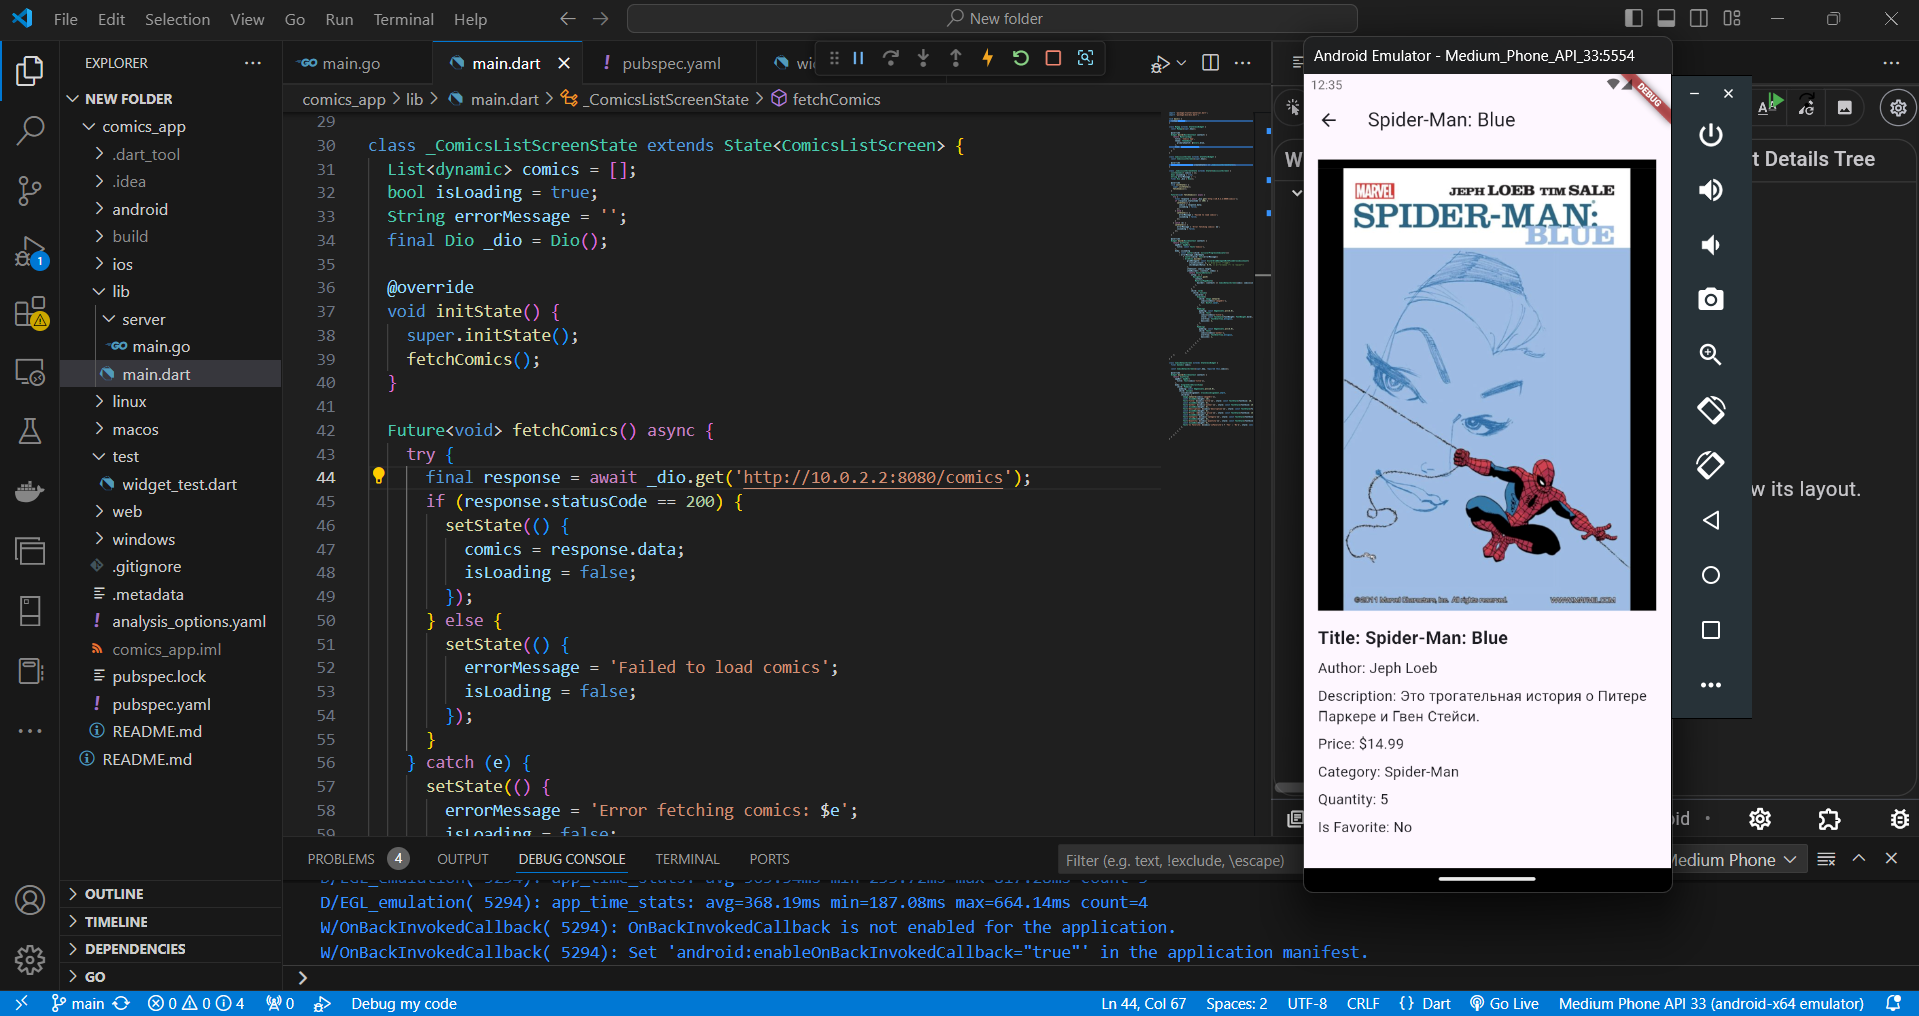 File Edit Selection View Go Run Terminal Help
New folder
EXPLORER
NEW FOLDER
comics_app
.dart_tool
.idea
android
build
ios
lib
server
main.go
main.dart
linux
macos
test
widget_test.dart
web
windows
.gitignore
.metadata
analysis_options.yaml
comics_app.iml
pubspec.lock
pubspec.yaml
README.md
README.md
OUTLINE
TIMELINE
DEPENDENCIES
GO
main.go main.dart pubspec.yaml
comics_app > lib > main.dart > _ComicsListScreenState > fetchComics
29
30 class _ComicsListScreenState extends State<ComicsListScreen> {
31 List<dynamic> comics = [];
32 bool isLoading = true;
33 String errorMessage = '';
34 final Dio _dio = Dio();
35
36 @override
37 void initState() {
38 super.initState();
39 fetchComics();
40 }
41
42 Future<void> fetchComics() async {
43 try {
44 final response = await _dio.get('http://10.0.2.2:8080/comics');
45 if (response.statusCode == 200) {
46 setState(() {
47 comics = response.data;
48 isLoading = false;
49 });
50 } else {
51 setState(() {
52 errorMessage = 'Failed to load comics';
53 isLoading = false;
54 });
55 }
56 } catch (e) {
57 setState(() {
58 errorMessage = 'Error fetching comics: $e';
59 isLoading = false;
PROBLEMS 4 OUTPUT DEBUG CONSOLE TERMINAL PORTS
Filter (e.g. text, !exclude, \escape)
Medium Phone
D/EGL_emulation( 5294): app_time_stats: avg=368.19ms min=187.08ms max=664.14ms count=4
W/OnBackInvokedCallback( 5294): OnBackInvokedCallback is not enabled for the application.
W/OnBackInvokedCallback( 5294): Set 'android:enableOnBackInvokedCallback="true"' in the application manifest.
Android Emulator - Medium_Phone_API_33:5554
12:35
DEBUG
Spider-Man: Blue
MARVEL JEPH LOEB TIM SALE
SPIDER-MAN:
BLUE
©2011 Marvel Characters, Inc. All rights reserved. WWW.MARVEL.COM
Title: Spider-Man: Blue
Author: Jeph Loeb
Description: Это трогательная история о Питере
Паркере и Гвен Стейси.
Price: $14.99
Category: Spider-Man
Quantity: 5
Is Favorite: No
Details Tree
its layout.
main 0 0 4 0 Debug my code
Ln 44, Col 67 Spaces: 2 UTF-8 CRLF {} Dart Go Live Medium Phone API 33 (android-x64 emulator)